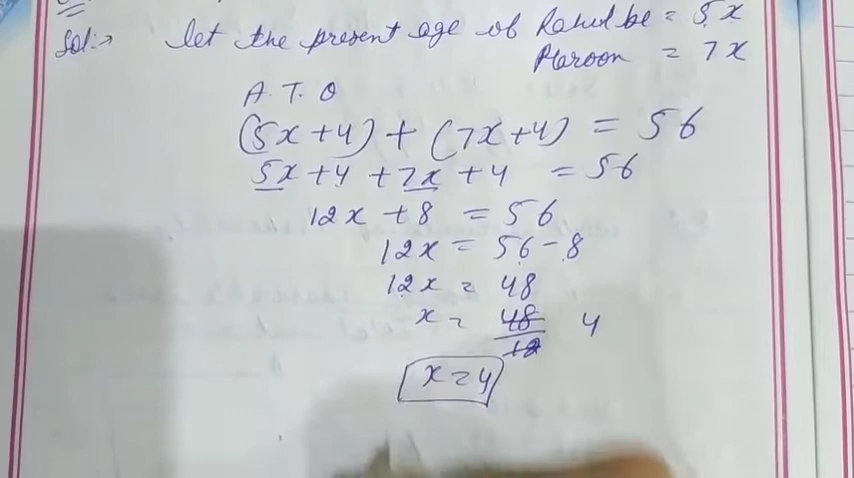 Sol:→ let the present age of Rahul be = 5x
Haroon = 7x
A.T.Q
(5x+4) + (7x+4) = 56
5x + 4 + 7x + 4 = 56
12x + 8 = 56
12x = 56 - 8
12x = 48
x = 48/12 4
x = 4